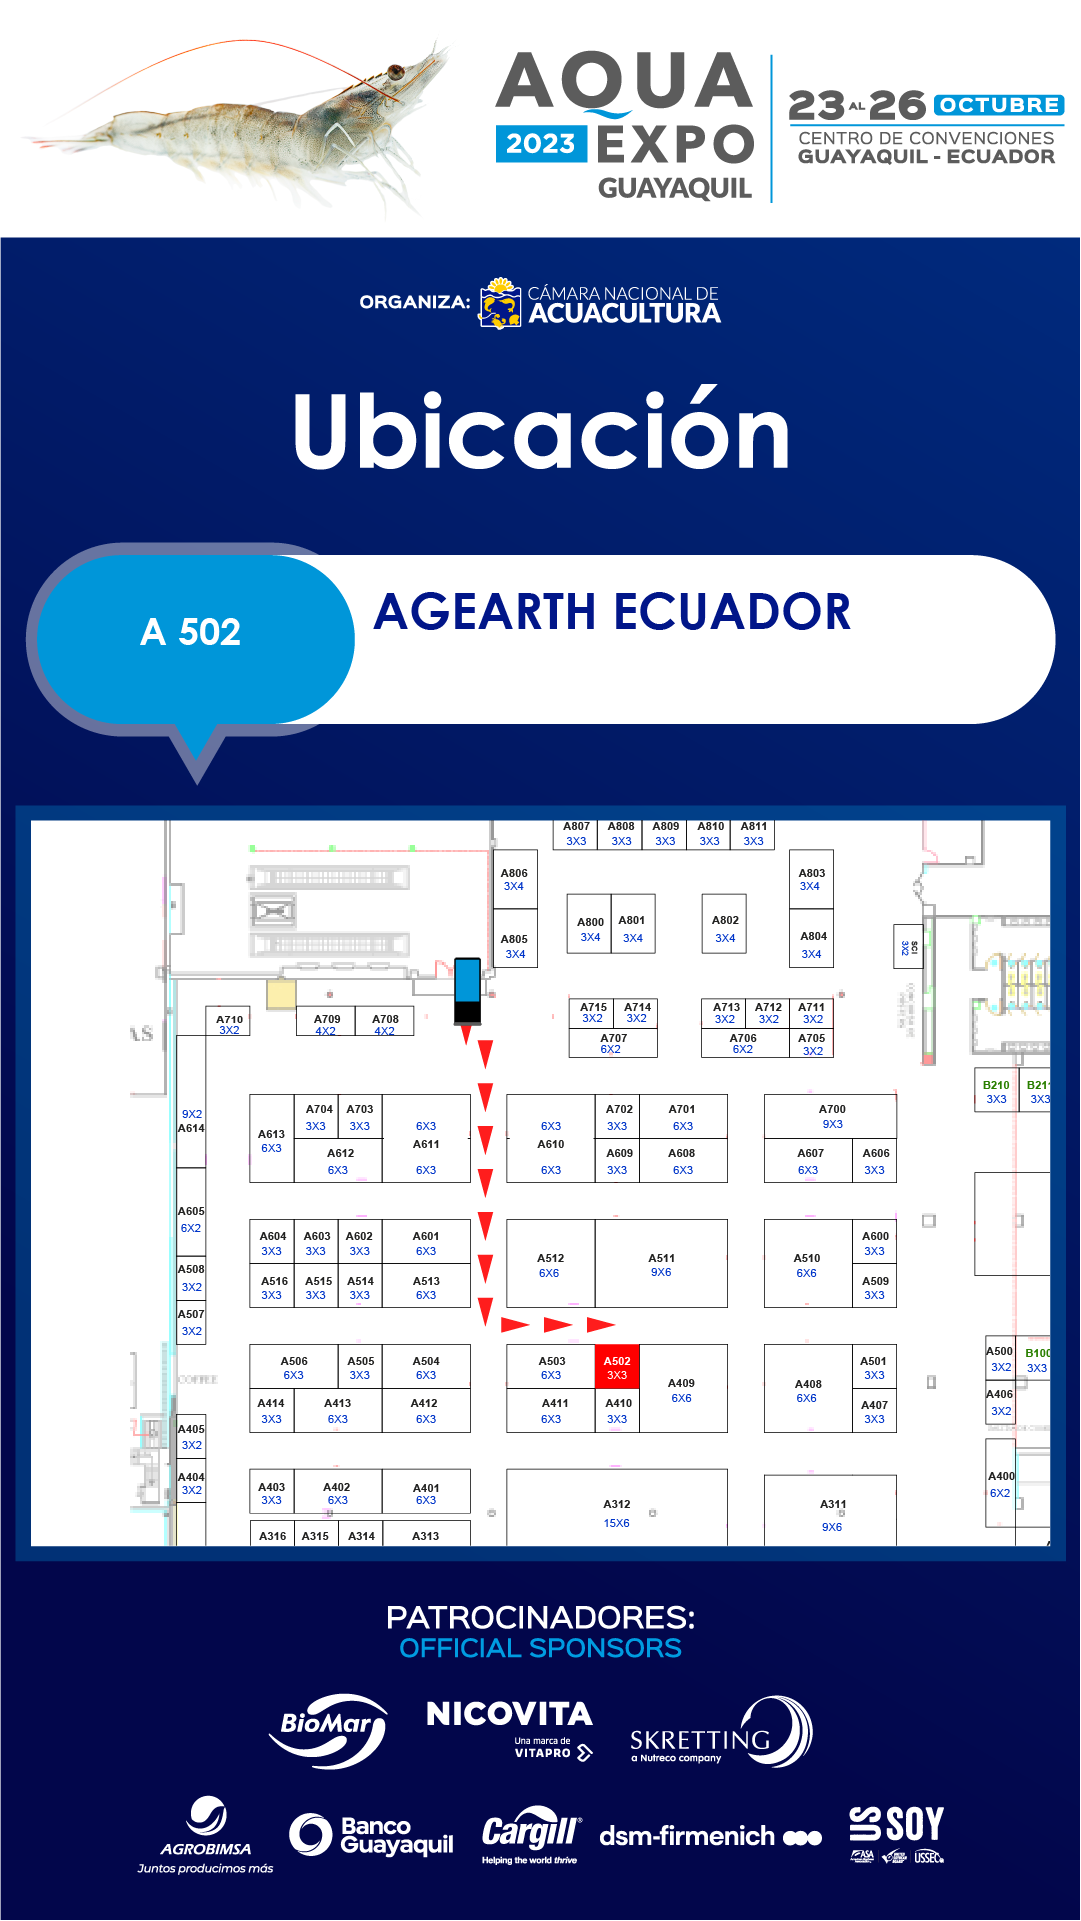 AQUA
2023 EXPO
GUAYAQUIL
23 AL 26 OCTUBRE
CENTRO DE CONVENCIONES
GUAYAQUIL - ECUADOR
ORGANIZA:
CÁMARA NACIONAL DE
ACUACULTURA
Ubicación
A 502
AGEARTH ECUADOR
A807 A808 A809 A810 A811
3X3 3X3 3X3 3X3 3X3
A806 A803
3X4 3X4
A800 A801 A802
3X4 3X4 3X4
A805 A804
3X4 3X4
SCI
3X2
A715 A714 A713 A712 A711
3X2 3X2 3X2 3X2 3X2
A710 A709 A708
3X2 4X2 4X2
A707 A706 A705
6X2 6X2 3X2
B210 B211
3X3 3X3
9X2
A614
A613
6X3
A704 A703
3X3 3X3
6X3
A611
6X3
A612
6X3
6X3
A610
6X3
A702 A701
3X3 6X3
A609 A608
3X3 6X3
A700
9X3
A607 A606
6X3 3X3
A605
6X2
A604 A603 A602 A601
3X3 3X3 3X3 6X3
A516 A515 A514 A513
3X3 3X3 3X3 6X3
A512 A511 A510
6X6 9X6 6X6
A600
3X3
A509
3X3
A508
3X2
A507
3X2
A506 A505 A504
6X3 3X3 6X3
A503 A502
6X3 3X3
A409
6X6
A408
6X6
A501
3X3
A500
3X2
B100
3X3
COFFEE
A414 A413 A412
3X3 6X3 6X3
A411 A410
6X3 3X3
A407
3X3
A406
3X2
A405
3X2
A404
3X2
A403 A402 A401
3X3 6X3 6X3
A312 A311
15X6 9X6
A400
6X2
A316 A315 A314 A313
PATROCINADORES:
OFFICIAL SPONSORS
BioMar
NICOVITA
Una marca de
VITAPRO
SKRETTING
a Nutreco company
AGROBIMSA
Juntos producimos más
Banco
Guayaquil
Cargill®
Helping the world thrive
dsm-firmenich
US SOY
ASA
USSEC